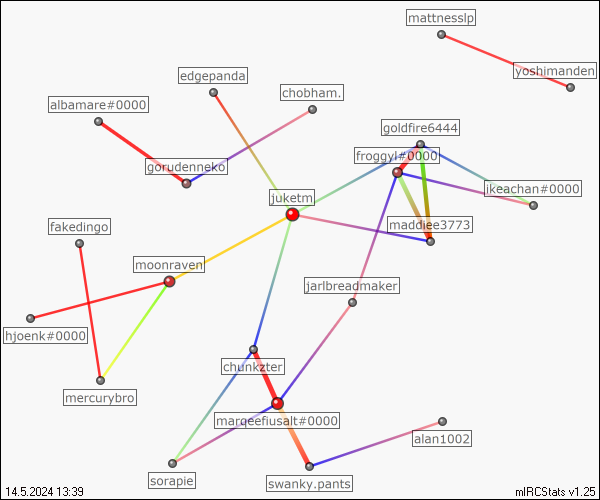 mattnesslp
yoshimanden
edgepanda
chobham.
albamare#0000
goldfire6444
froggyl#0000
gorudenneko
ikeachan#0000
juketm
maddiee3773
fakedingo
moonraven
jarlbreadmaker
hjoenk#0000
chunkzter
mercurybro
marqeefiusalt#0000
alan1002
sorapie
swanky.pants
14.5.2024 13:39
mIRCStats v1.25